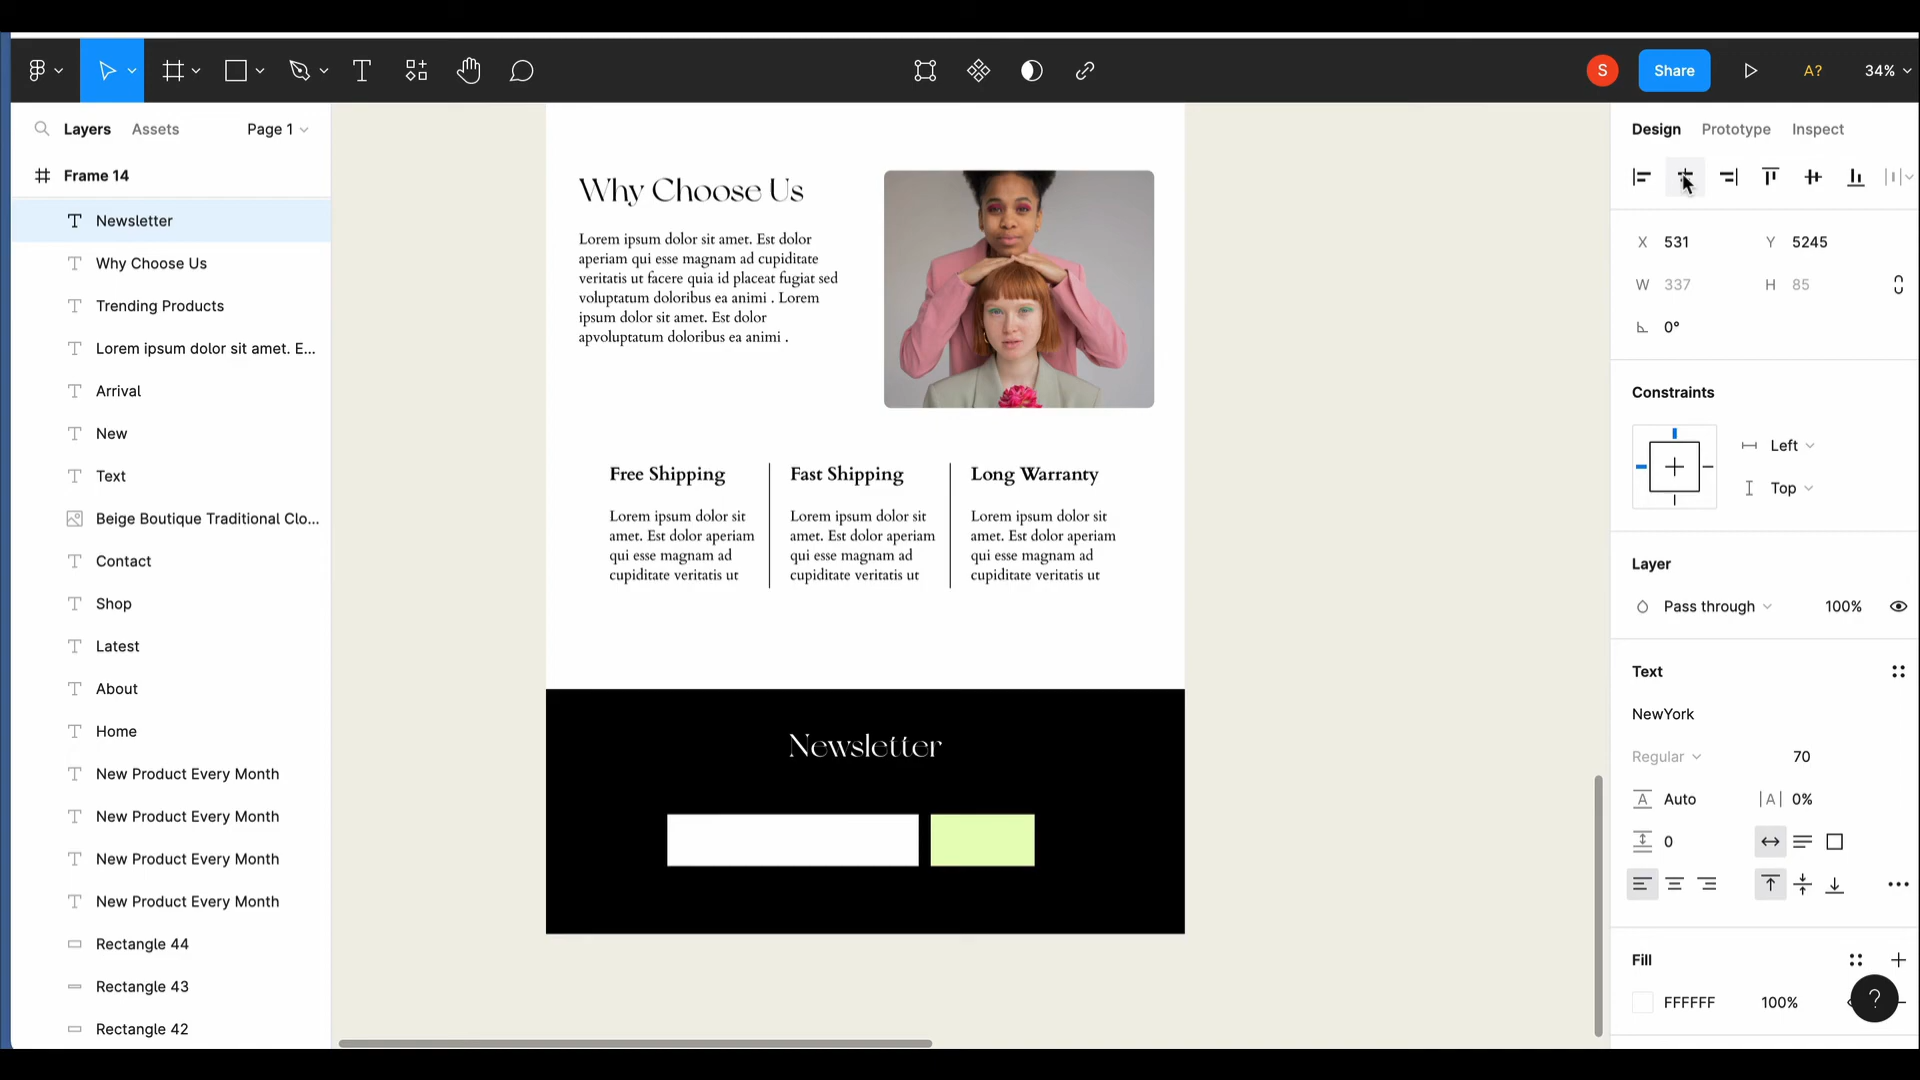 S
Share
A?
34%
Layers
Assets
Page 1
Frame 14
Newsletter
Why Choose Us
Trending Products
Lorem ipsum dolor sit amet. E...
Arrival
New
Text
Beige Boutique Traditional Clo...
Contact
Shop
Latest
About
Home
New Product Every Month
New Product Every Month
New Product Every Month
New Product Every Month
Rectangle 44
Rectangle 43
Rectangle 42
Why Choose Us
Lorem ipsum dolor sit amet. Est dolor
aperiam qui esse magnam ad cupiditate
veritatis ut facere quia id placeat fugiat sed
voluptatum doloribus ea animi . Lorem
ipsum dolor sit amet. Est dolor
apvoluptatum doloribus ea animi .
Free Shipping
Lorem ipsum dolor sit
amet. Est dolor aperiam
qui esse magnam ad
cupiditate veritatis ut
Fast Shipping
Lorem ipsum dolor sit
amet. Est dolor aperiam
qui esse magnam ad
cupiditate veritatis ut
Long Warranty
Lorem ipsum dolor sit
amet. Est dolor aperiam
qui esse magnam ad
cupiditate veritatis ut
Newsletter
Design
Prototype
Inspect
X 531
Y 5245
W 337
H 85
0°
Constraints
Left
Top
Layer
Pass through
100%
Text
NewYork
Regular
70
A Auto
|A| 0%
0
Fill
FFFFFF
100%
?